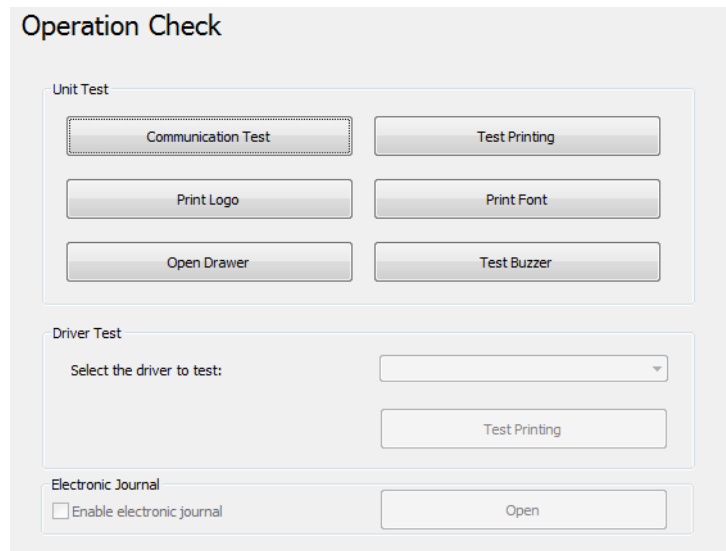 Operation Check
Unit Test
Communication Test
Test Printing
Print Logo
Print Font
Open Drawer
Test Buzzer
Driver Test
Select the driver to test:
Test Printing
Electronic Journal
Enable electronic journal
Open